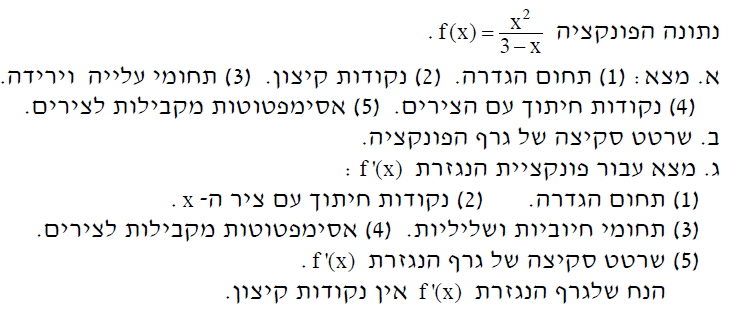 נתונה הפונקציה f(x) = x²/(3−x) .
א. מצא: (1) תחום הגדרה. (2) נקודות קיצון. (3) תחומי עלייה וירידה.
(4) נקודות חיתוך עם הצירים. (5) אסימפטוטות מקבילות לצירים.
ב. שרטט סקיצה של גרף הפונקציה.
ג. מצא עבור פונקציית הנגזרת f'(x) :
(1) תחום הגדרה. (2) נקודות חיתוך עם ציר ה- x .
(3) תחומי חיוביות ושליליות. (4) אסימפטוטות מקבילות לצירים.
(5) שרטט סקיצה של גרף הנגזרת f'(x) .
הנח שלגרף הנגזרת f'(x) אין נקודות קיצון.